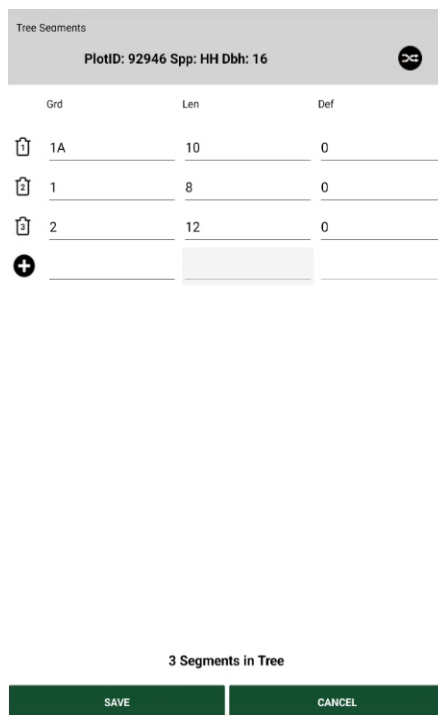 Tree Segments
PlotID: 92946 Spp: HH Dbh: 16
Grd Len Def
1 1A 10 0
2 1 8 0
3 2 12 0
3 Segments in Tree
SAVE CANCEL